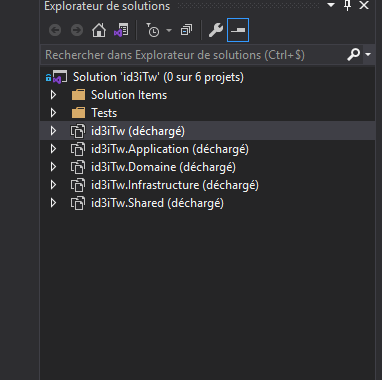 Explorateur de solutions
Rechercher dans Explorateur de solutions (Ctrl+$)
Solution 'id3iTw' (0 sur 6 projets)
Solution Items
Tests
id3iTw (déchargé)
id3iTw.Application (déchargé)
id3iTw.Domaine (déchargé)
id3iTw.Infrastructure (déchargé)
id3iTw.Shared (déchargé)